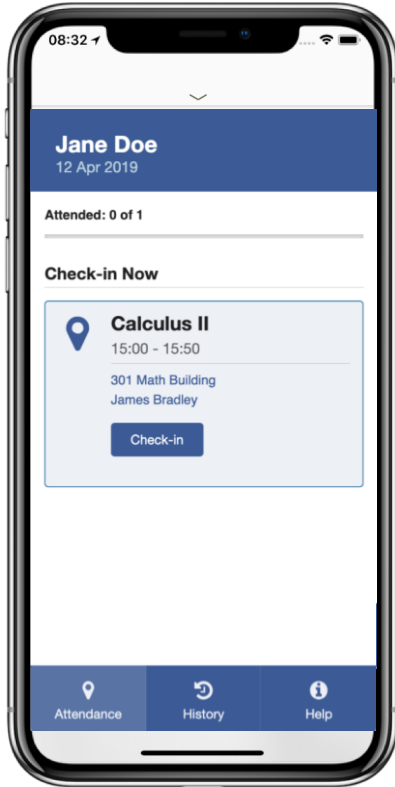 08:32
Jane Doe
12 Apr 2019
Attended: 0 of 1
Check-in Now
Calculus II
15:00 - 15:50
301 Math Building
James Bradley
Check-in
Attendance
History
Help